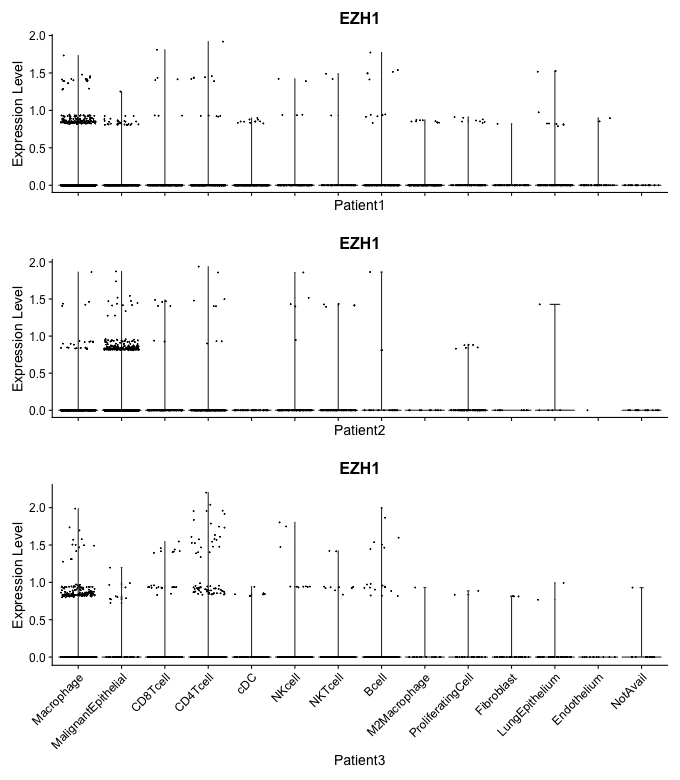 EZH1
Expression Level
2.0
1.5
1.0
0.5
0.0
Patient1
EZH1
Expression Level
2.0
1.5
1.0
0.5
0.0
Patient2
EZH1
Expression Level
2.0
1.5
1.0
0.5
0.0
Macrophage
MalignantEpithelial
CD8Tcell
CD4Tcell
cDC
NKcell
NKTcell
Bcell
M2Macrophage
ProliferatingCell
Fibroblast
LungEpithelium
Endothelium
NotAvail
Patient3